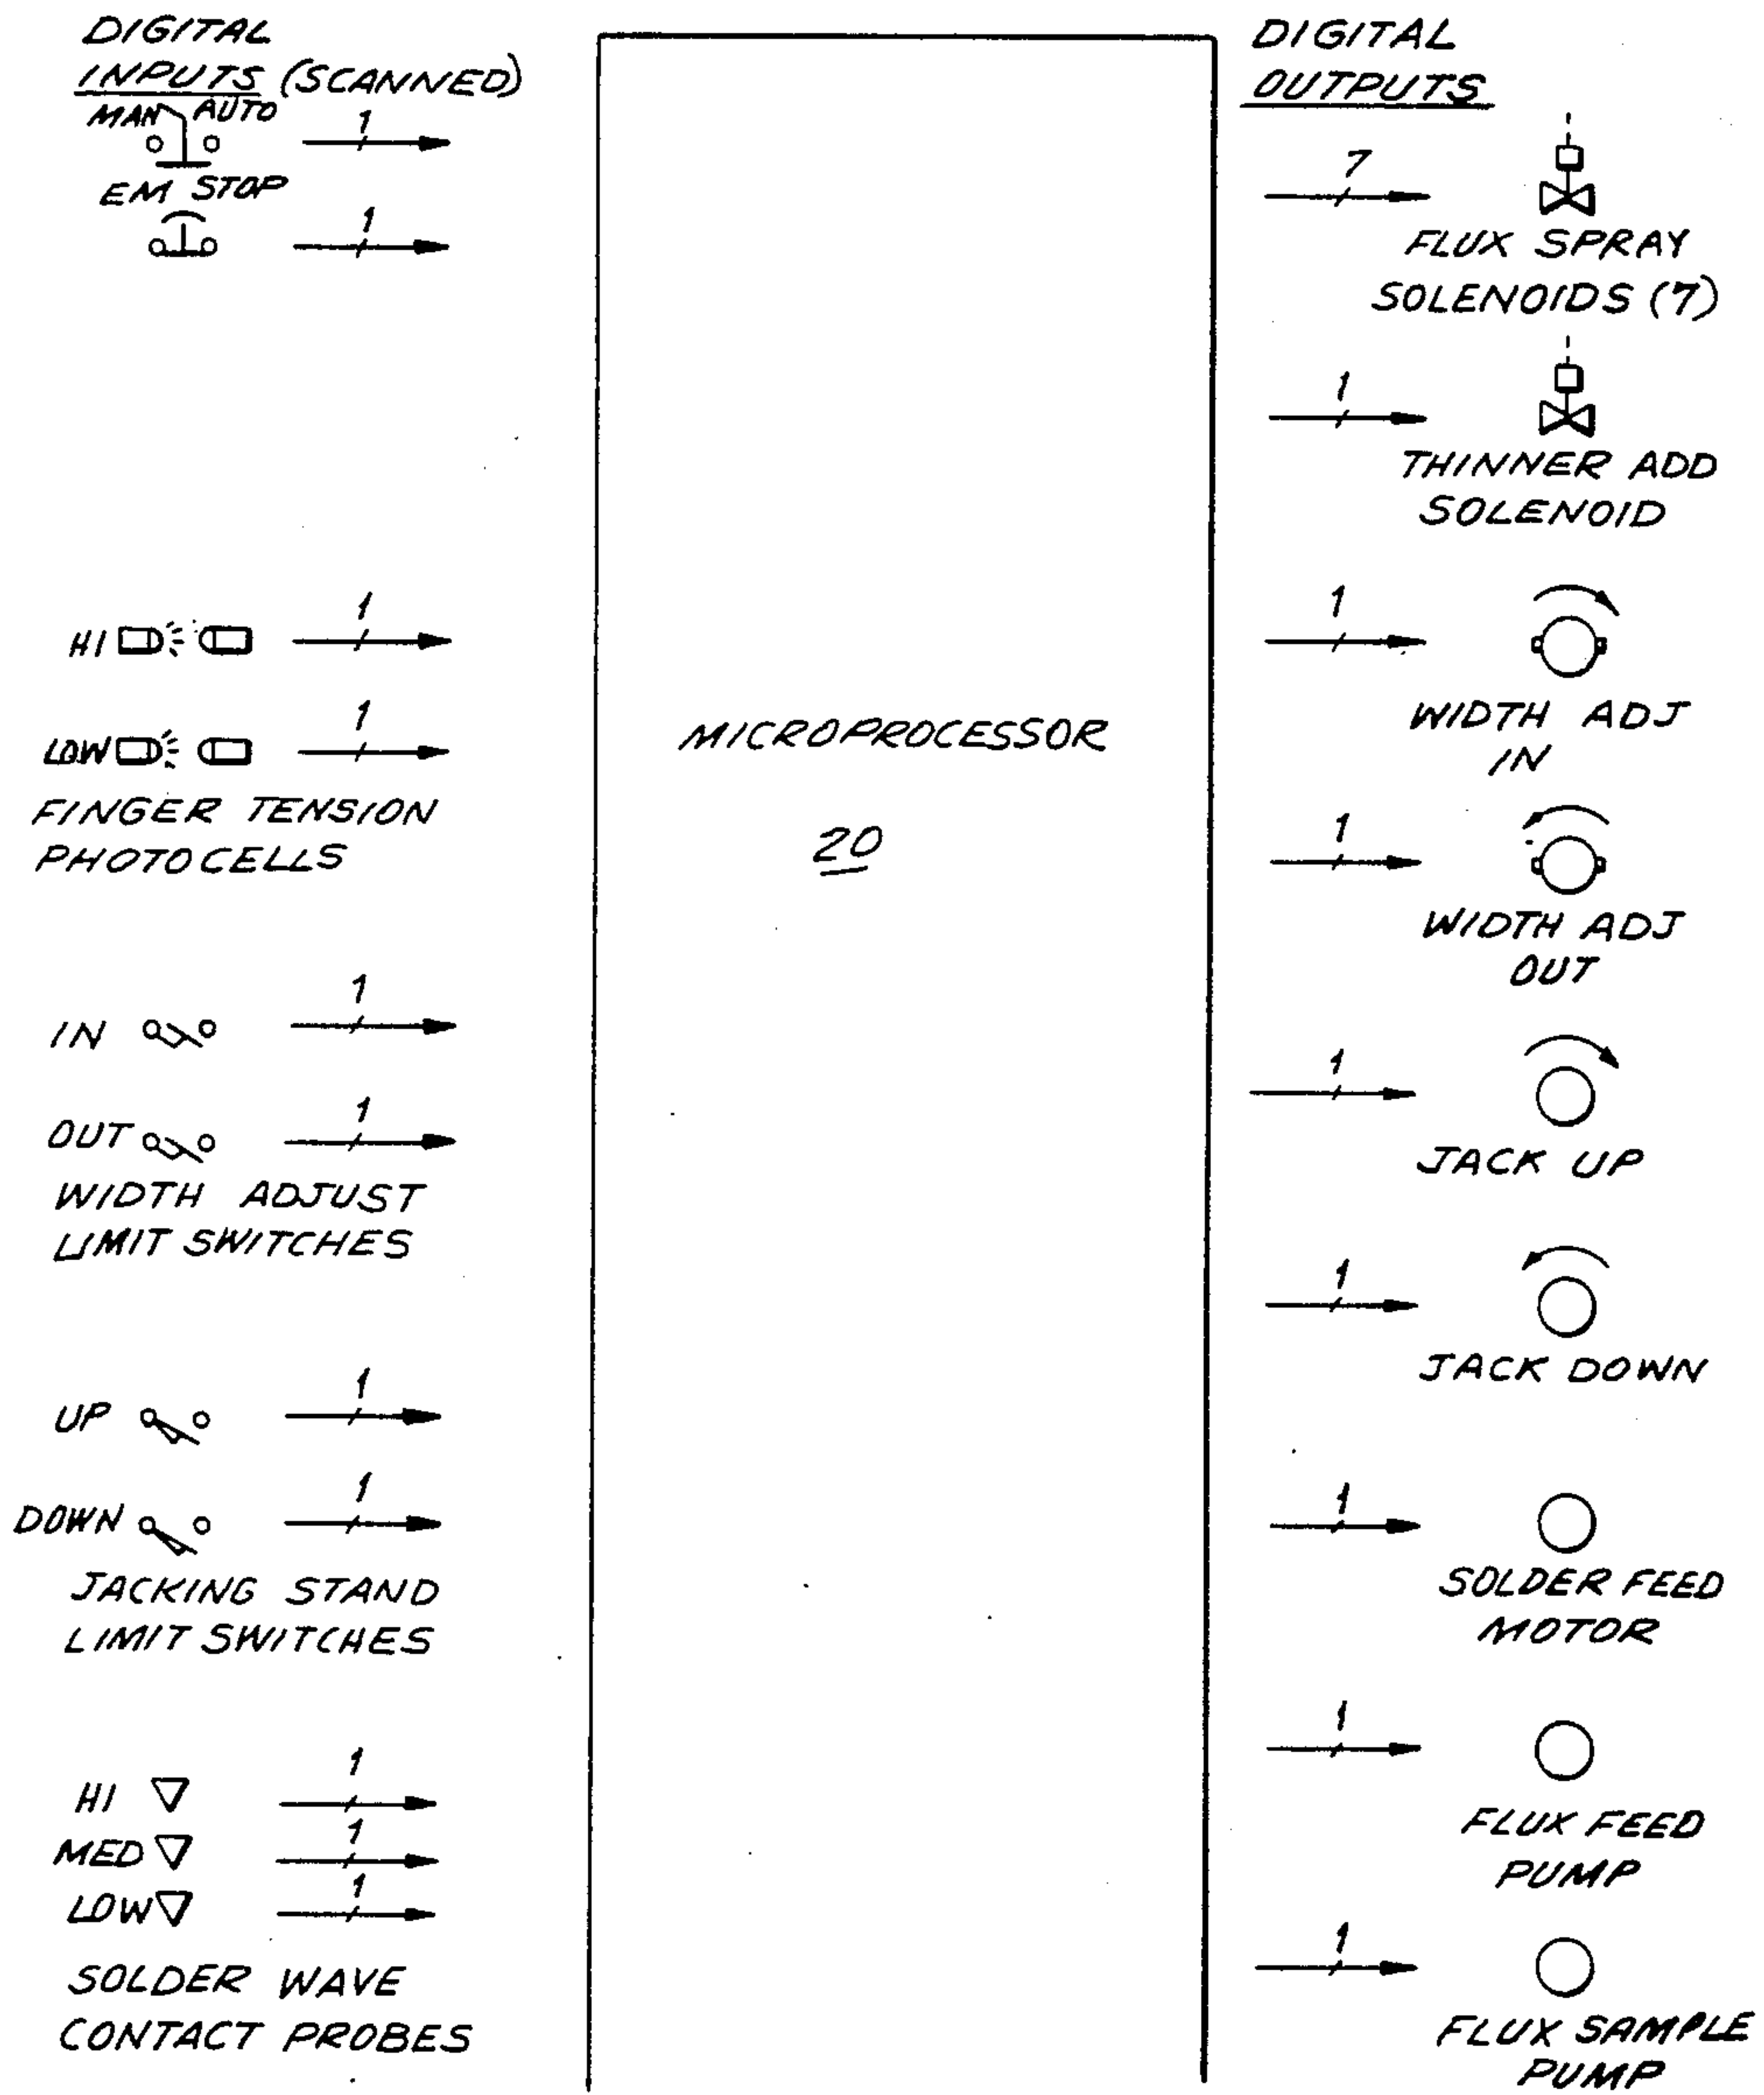 DIGITAL
INPUTS (SCANNED)
MAN AUTO
1
EM STOP
1
HI
1
LOW
1
FINGER TENSION
PHOTOCELLS
IN
1
OUT
1
WIDTH ADJUST
LIMIT SWITCHES
UP
1
DOWN
1
JACKING STAND
LIMIT SWITCHES
HI
1
MED
1
LOW
1
SOLDER WAVE
CONTACT PROBES
MICROPROCESSOR
20
DIGITAL
OUTPUTS
7
FLUX SPRAY
SOLENOIDS (7)
1
THINNER ADD
SOLENOID
1
WIDTH ADJ
IN
1
WIDTH ADJ
OUT
1
JACK UP
1
JACK DOWN
1
SOLDER FEED
MOTOR
1
FLUX FEED
PUMP
1
FLUX SAMPLE
PUMP